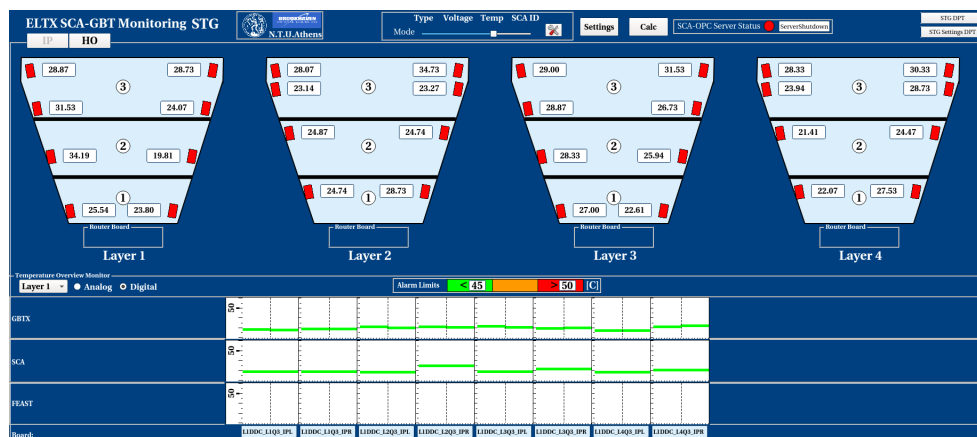 ELTX SCA-GBT Monitoring STG
N.T.U.Athens
Type Voltage Temp SCA ID
Mode
Settings
Calc
SCA-OPC Server Status ServerShutdown
STG DPT
STG Settings DPT
IP HO
28.87 28.73
3
31.53 24.07
34.19 2 19.81
1
25.54 23.80
Router Board
Layer 1
28.07 34.73
23.14 3 23.27
24.87 24.74
2
24.74 1 28.73
Router Board
Layer 2
29.00 31.53
3
28.87 26.73
28.33 2 25.94
1
27.00 22.61
Router Board
Layer 3
28.33 30.33
23.94 3 28.73
21.41 24.47
2
22.07 1 27.53
Router Board
Layer 4
Temperature Overview Monitor
Layer 1 Analog Digital
Alarm Limits < 45 > 50 [C]
GBTX 50
SCA 50
FEAST 50
Board: L1DDC_L1Q3_IPL L1DDC_L1Q3_IPR L1DDC_L2Q3_IPL L1DDC_L2Q3_IPR L1DDC_L3Q3_IPL L1DDC_L3Q3_IPR L1DDC_L4Q3_IPL L1DDC_L4Q3_IPR